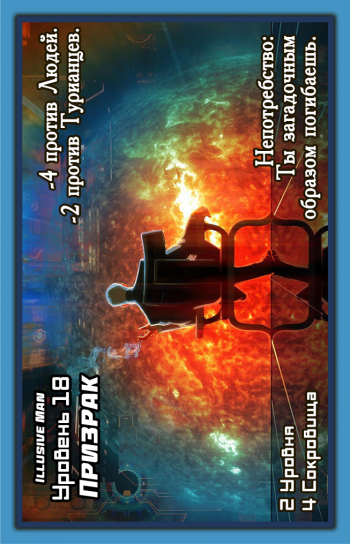 ILLUSIVE MAN
Уровень 18
ПРИЗРАК
-4 против Людей.
-2 против Турианцев.
Непотребство:
Ты загадочным
образом погибаешь.
2 Уровня
4 Сокровища